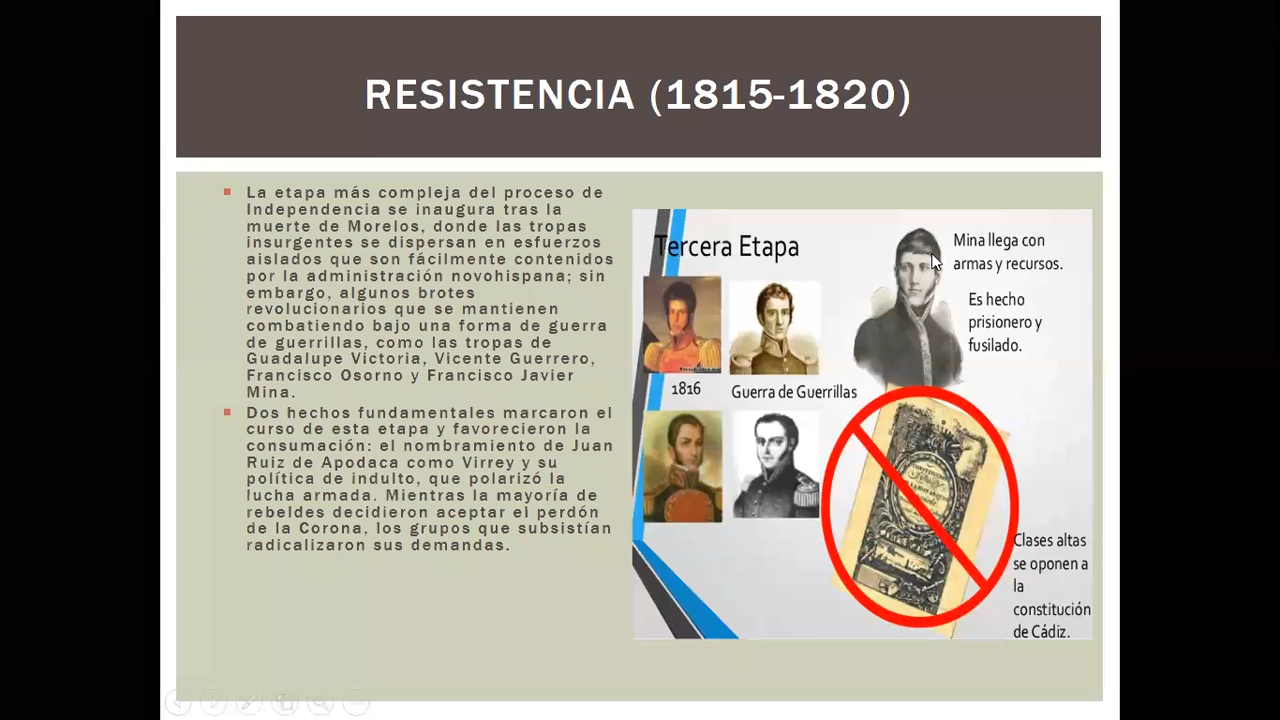 RESISTENCIA (1815-1820)
La etapa más compleja del proceso de
Independencia se inaugura tras la
muerte de Morelos, donde las tropas
insurgentes se dispersan en esfuerzos
aislados que son fácilmente contenidos
por la administración novohispana; sin
embargo, algunos brotes
revolucionarios que se mantienen
combatiendo bajo una forma de guerra
de guerrillas, como las tropas de
Guadalupe Victoria, Vicente Guerrero,
Francisco Osorno y Francisco Javier
Mina.
Dos hechos fundamentales marcaron el
curso de esta etapa y favorecieron la
consumación: el nombramiento de Juan
Ruiz de Apodaca como Virrey y su
política de indulto, que polarizó la
lucha armada. Mientras la mayoría de
rebeldes decidieron aceptar el perdón
de la Corona, los grupos que subsistían
radicalizaron sus demandas.
Tercera Etapa
Mina llega con
armas y recursos.
Es hecho
prisionero y
fusilado.
1816
Guerra de Guerrillas
Clases altas
se oponen a
la
constitución
de Cádiz.